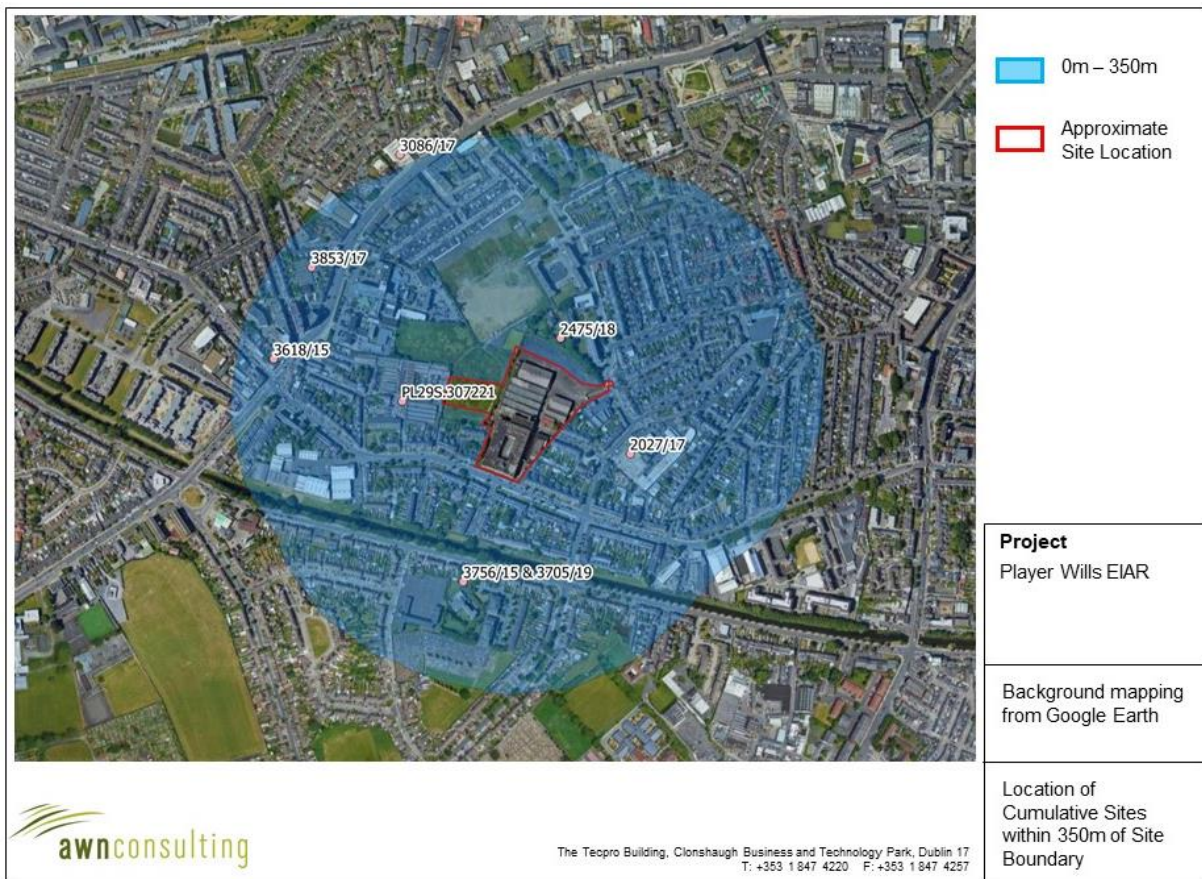 3086/17
3853/17
3618/15
2475/18
PL29S.307221
2027/17
3756/15 & 3705/19
0m – 350m
Approximate
Site Location
Project
Player Wills EIAR
Background mapping
from Google Earth
Location of
Cumulative Sites
within 350m of Site
Boundary
awnconsulting
The Tecpro Building, Clonshaugh Business and Technology Park, Dublin 17
T: +353 1 847 4220 F: +353 1 847 4257